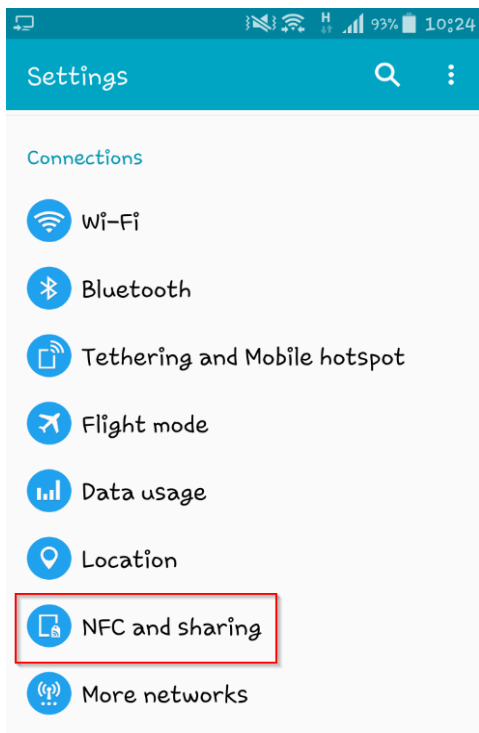 H 93% 10:24
Settings
Connections
Wi-Fi
Bluetooth
Tethering and Mobile hotspot
Flight mode
Data usage
Location
NFC and sharing
More networks